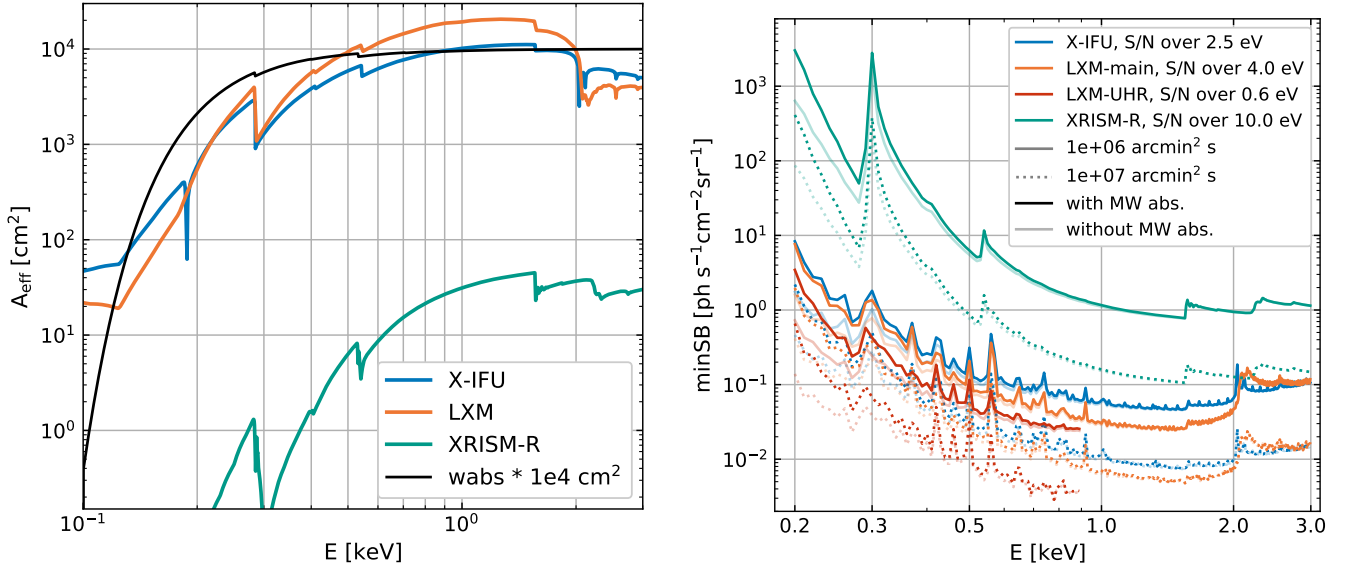 A_eff [cm²]
10⁴
10³
10²
10¹
10⁰
10⁻¹
10⁰
E [keV]
X-IFU
LXM
XRISM-R
wabs * 1e4 cm²
minSB [ph s⁻¹cm⁻²sr⁻¹]
10³
10²
10¹
10⁰
10⁻¹
10⁻²
0.2
0.3
0.5
1.0
2.0
3.0
E [keV]
X-IFU, S/N over 2.5 eV
LXM-main, S/N over 4.0 eV
LXM-UHR, S/N over 0.6 eV
XRISM-R, S/N over 10.0 eV
1e+06 arcmin² s
1e+07 arcmin² s
with MW abs.
without MW abs.